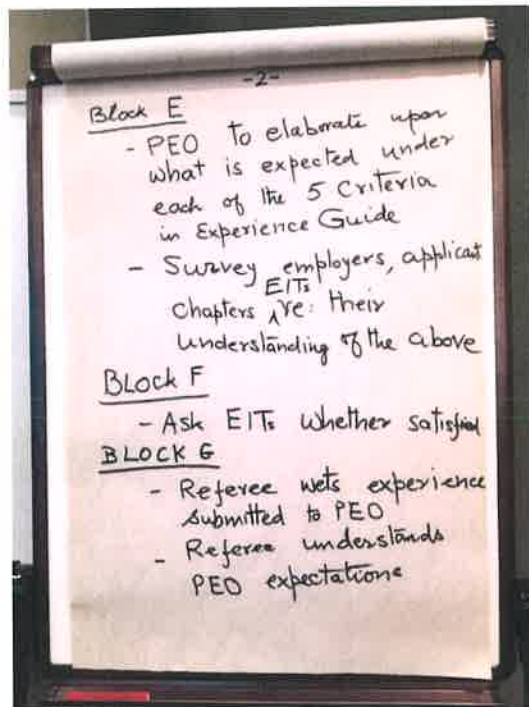 -2-
Block E
- PEO to elaborate upon
what is expected under
each of the 5 Criteria
in Experience Guide
- Survey employers, applicant
EITs
chapters ^ re: their
understanding of the above
BLOCK F
- Ask EITs whether satisfied
BLOCK G
- Referee wets experience
submitted to PEO
- Referee understands
PEO expectations